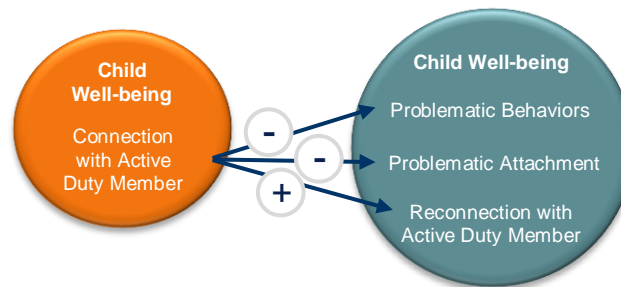 Child
Well-being
Connection
with Active
Duty Member
-
-
+
Child Well-being
Problematic Behaviors
Problematic Attachment
Reconnection with
Active Duty Member